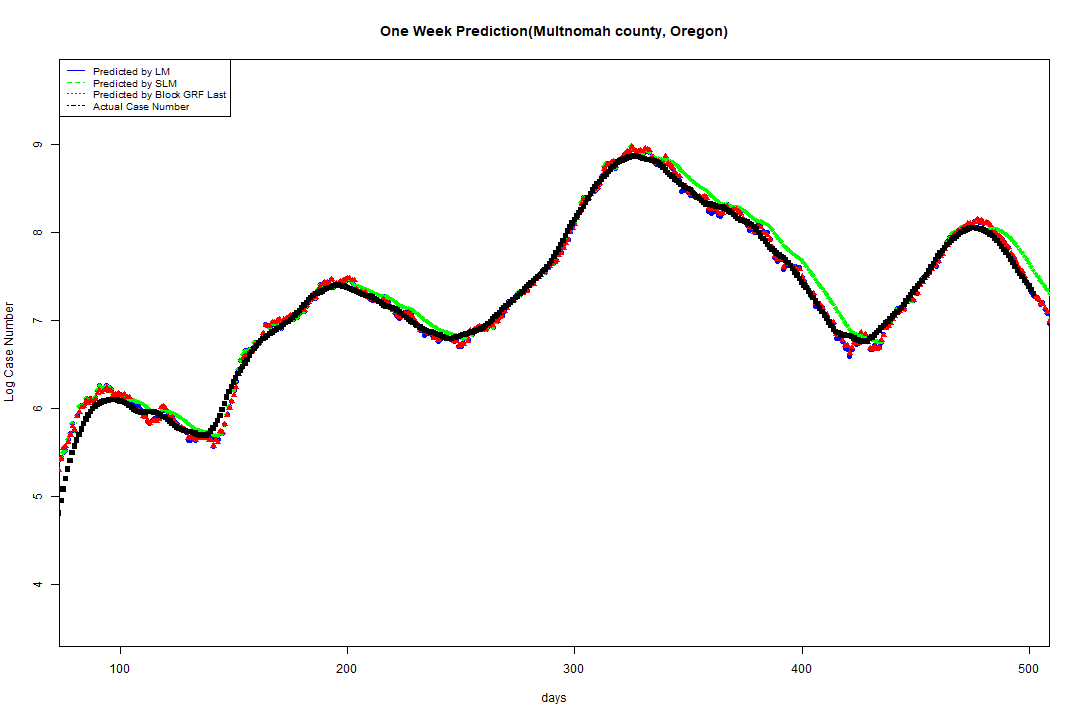 One Week Prediction(Multnomah county, Oregon)
Predicted by LM
Predicted by SLM
Predicted by Block GRF Last
Actual Case Number
9
8
7
6
5
4
Log Case Number
100 200 300 400 500
days